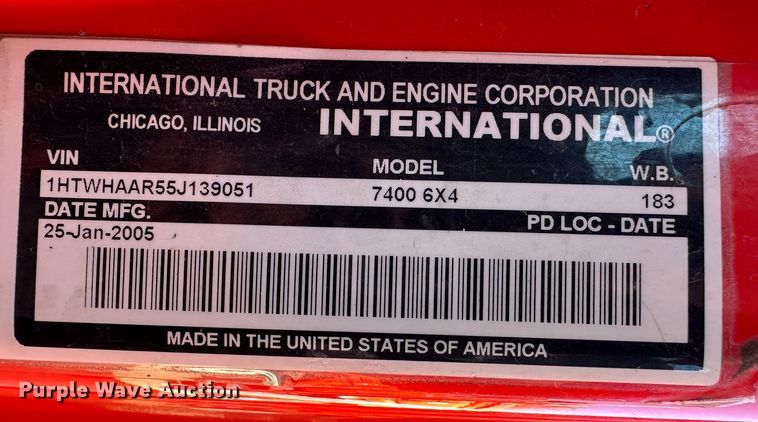 INTERNATIONAL TRUCK AND ENGINE CORPORATION
CHICAGO, ILLINOIS INTERNATIONAL®
VIN MODEL W.B.
1HTWHAAR55J139051 7400 6X4 183
DATE MFG. PD LOC - DATE
25-Jan-2005
MADE IN THE UNITED STATES OF AMERICA
Purple Wave Auction